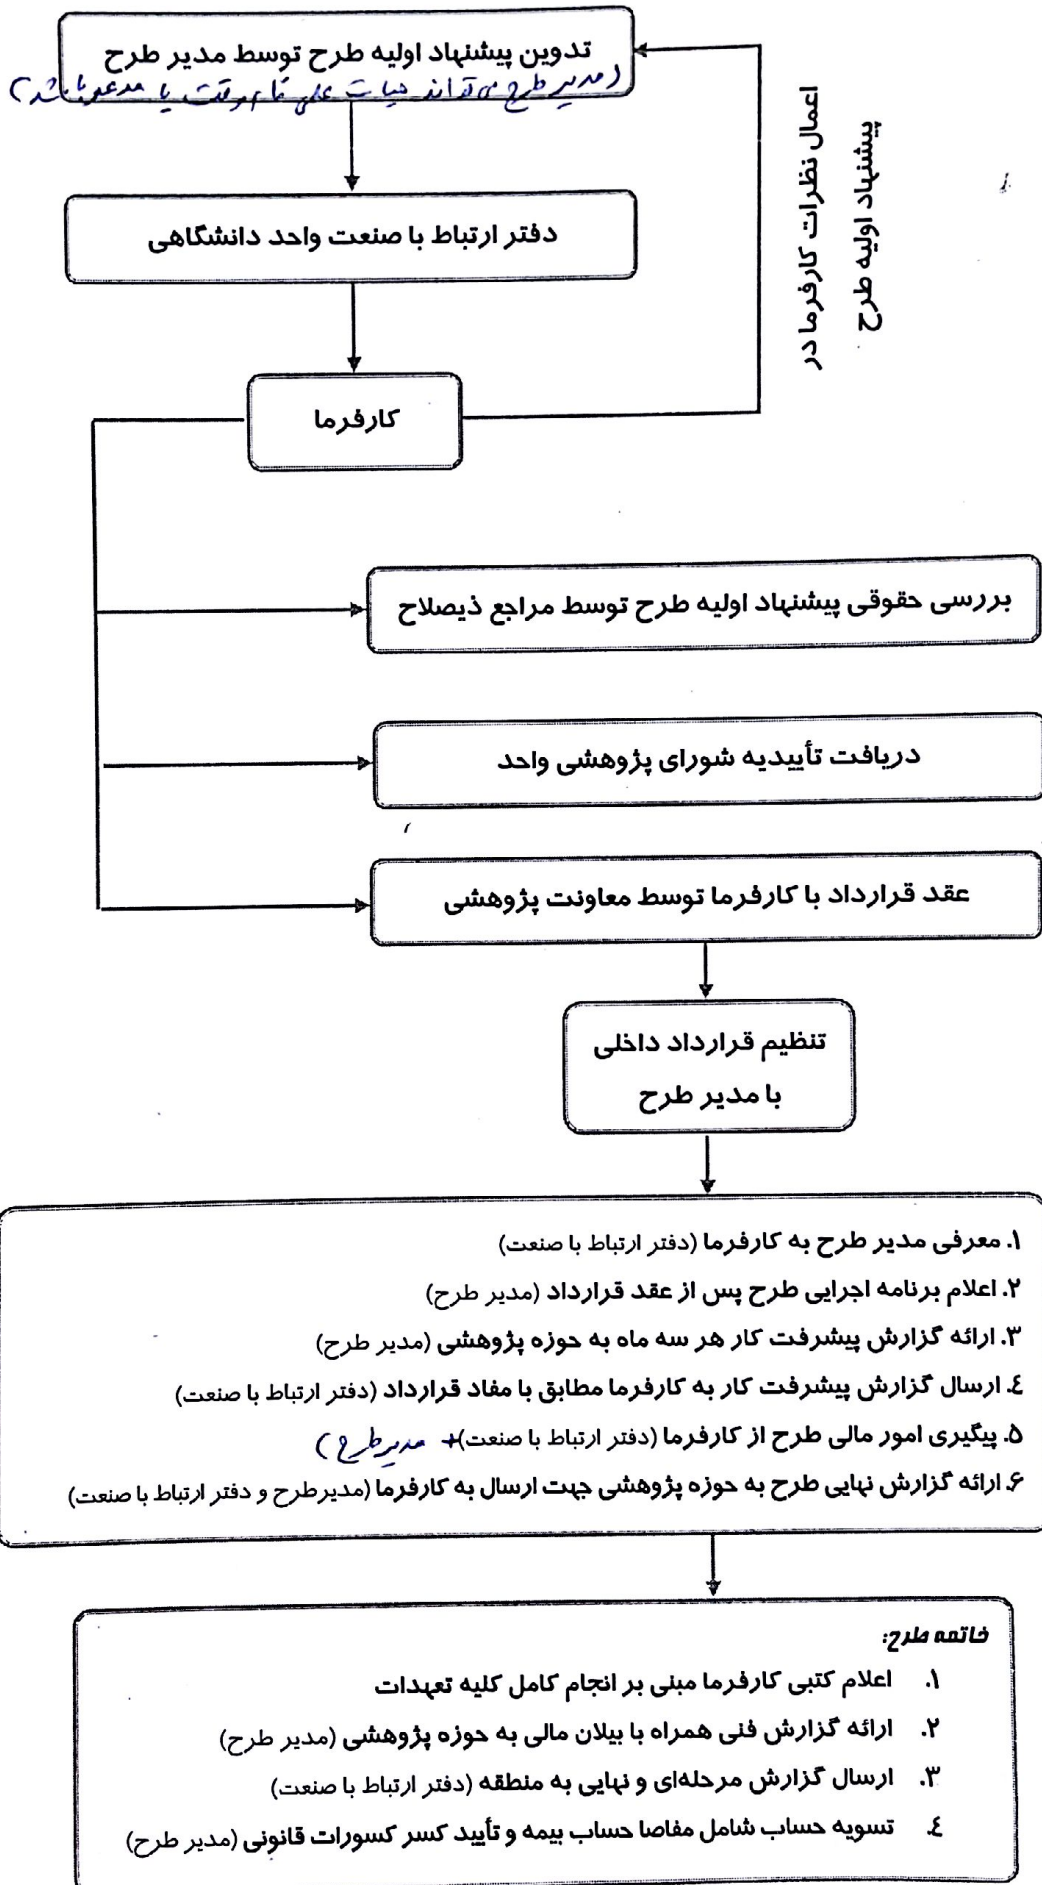 تدوین پیشنهاد اولیه طرح توسط مدیر طرح
(مدیر طرح می تواند هیات علمی تمام وقت یا مدعو باشد)
اعمال نظرات کارفرما در
پیشنهاد اولیه طرح
دفتر ارتباط با صنعت واحد دانشگاهی
کارفرما
بررسی حقوقی پیشنهاد اولیه طرح توسط مراجع ذیصلاح
دریافت تأییدیه شورای پژوهشی واحد
عقد قرارداد با کارفرما توسط معاونت پژوهشی
تنظیم قرارداد داخلی
با مدیر طرح
۱. معرفی مدیر طرح به کارفرما (دفتر ارتباط با صنعت)
۲. اعلام برنامه اجرایی طرح پس از عقد قرارداد (مدیر طرح)
۳. ارائه گزارش پیشرفت کار هر سه ماه به حوزه پژوهشی (مدیر طرح)
٤. ارسال گزارش پیشرفت کار به کارفرما مطابق با مفاد قرارداد (دفتر ارتباط با صنعت)
۵. پیگیری امور مالی طرح از کارفرما (دفتر ارتباط با صنعت)+ مدیر طرح)
۶. ارائه گزارش نهایی طرح به حوزه پژوهشی جهت ارسال به کارفرما (مدیرطرح و دفتر ارتباط با صنعت)
خاتمه طرح:
۱. اعلام کتبی کارفرما مبنی بر انجام کامل کلیه تعهدات
۲. ارائه گزارش فنی همراه با بیلان مالی به حوزه پژوهشی (مدیر طرح)
۳. ارسال گزارش مرحله‌ای و نهایی به منطقه (دفتر ارتباط با صنعت)
٤. تسویه حساب شامل مفاصا حساب بیمه و تأیید کسر کسورات قانونی (مدیر طرح)